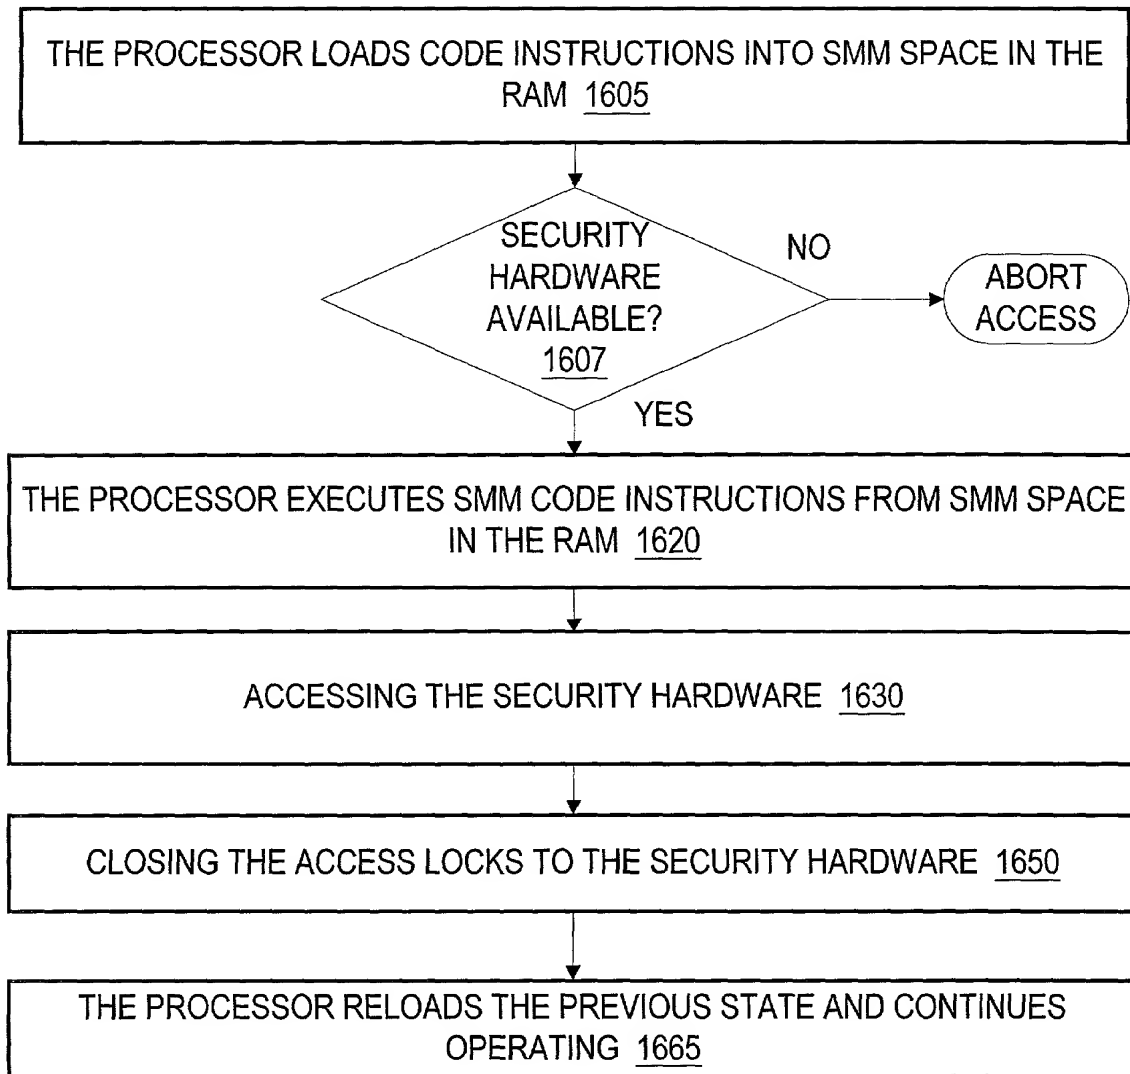 THE PROCESSOR LOADS CODE INSTRUCTIONS INTO SMM SPACE IN THE
RAM 1605
SECURITY
HARDWARE
AVAILABLE?
1607
NO
ABORT
ACCESS
YES
THE PROCESSOR EXECUTES SMM CODE INSTRUCTIONS FROM SMM SPACE
IN THE RAM 1620
ACCESSING THE SECURITY HARDWARE 1630
CLOSING THE ACCESS LOCKS TO THE SECURITY HARDWARE 1650
THE PROCESSOR RELOADS THE PREVIOUS STATE AND CONTINUES
OPERATING 1665